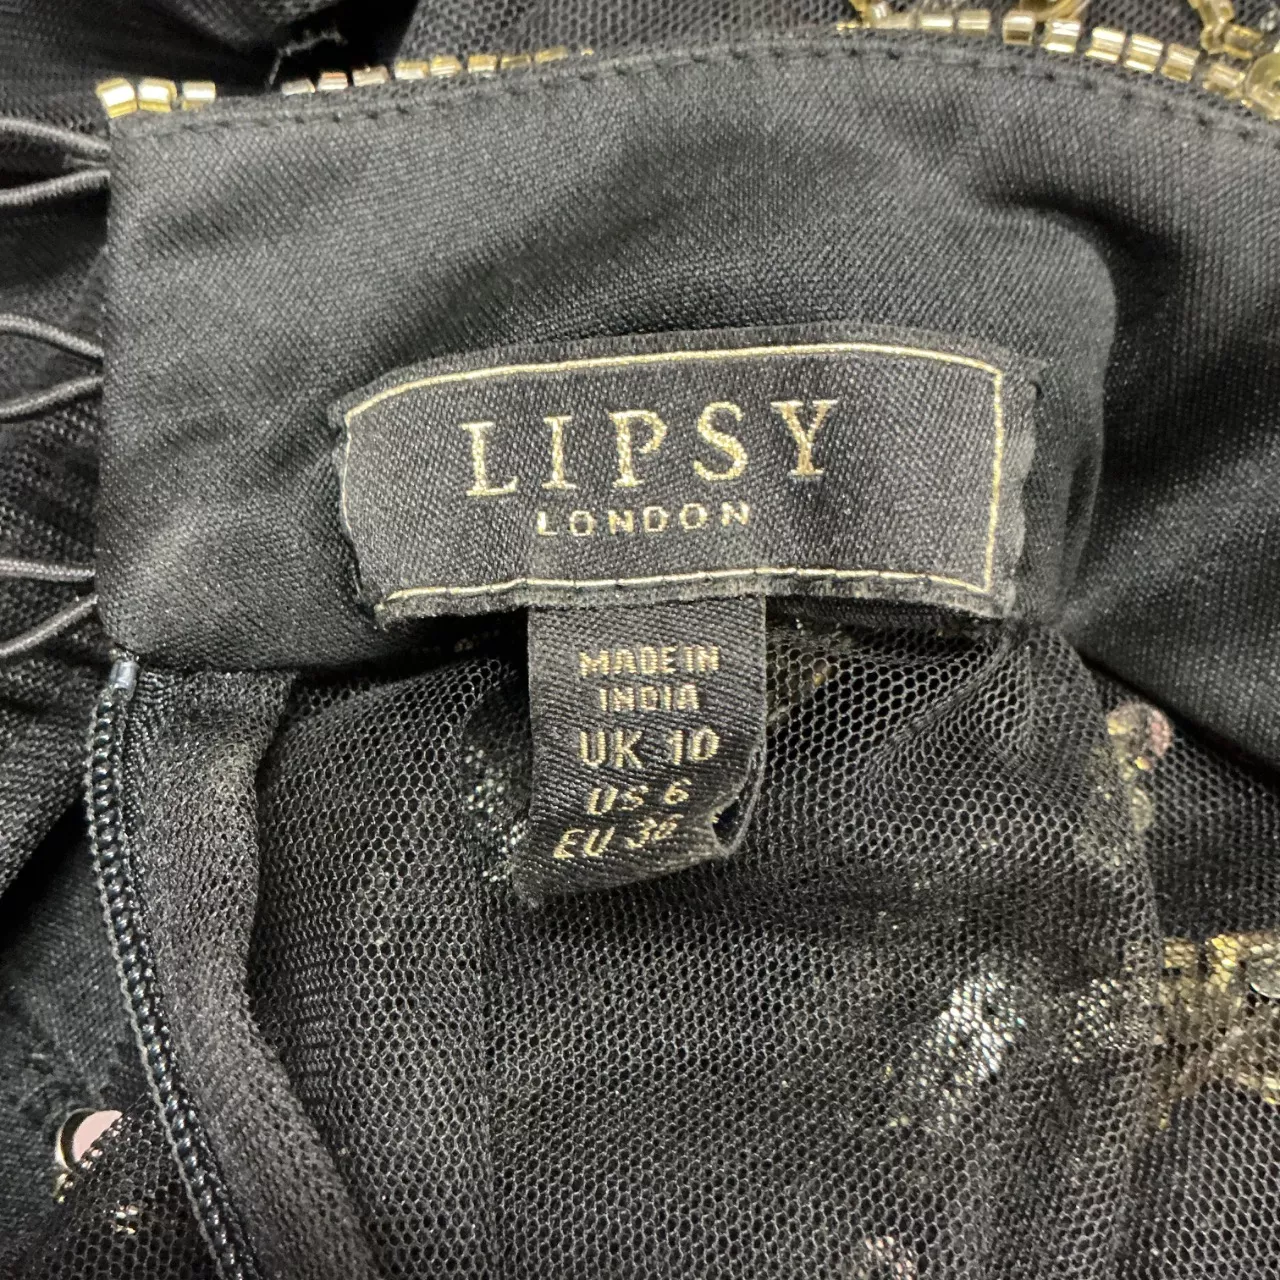 LIPSY
LONDON
MADE IN
INDIA
UK 10
US 6
EU 36